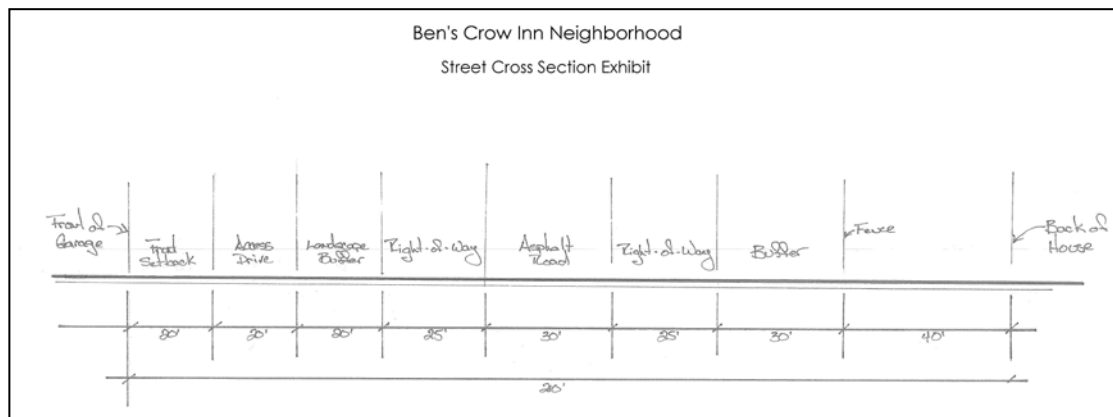 Ben's Crow Inn Neighborhood
Street Cross Section Exhibit
Front of
Garage
Front
Setback
Access
Drive
Landscape
Buffer
Right-of-Way
Asphalt
Road
Right-of-Way
Buffer
Fence
Back of
House
20'
20'
20'
25'
30'
25'
30'
40'
210'